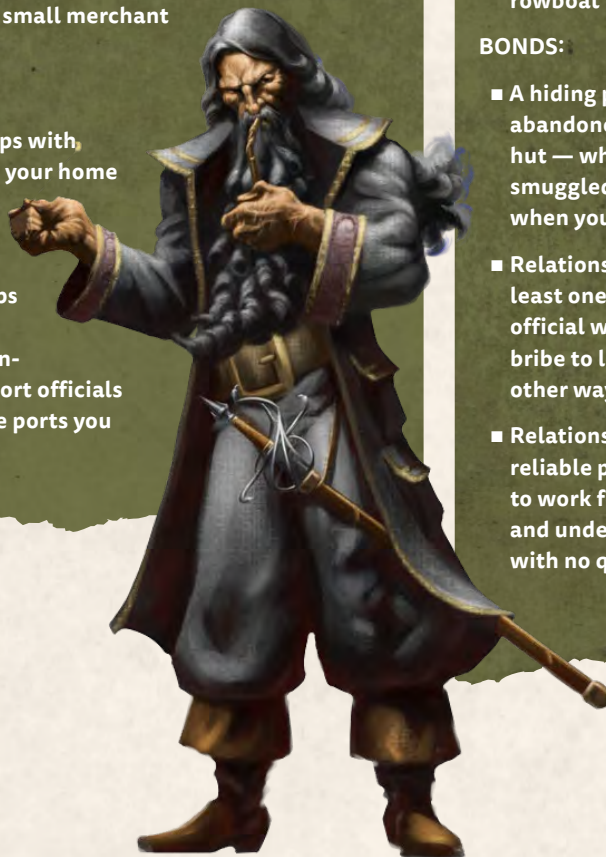 small merchant
ps with,
your home
ps
n-
ort officials
e ports you
rowboat
BONDS:
■ A hiding p
abandone
hut — wh
smuggled
when you
■ Relations
least one
official w
bribe to l
other way
■ Relations
reliable p
to work f
and unde
with no q